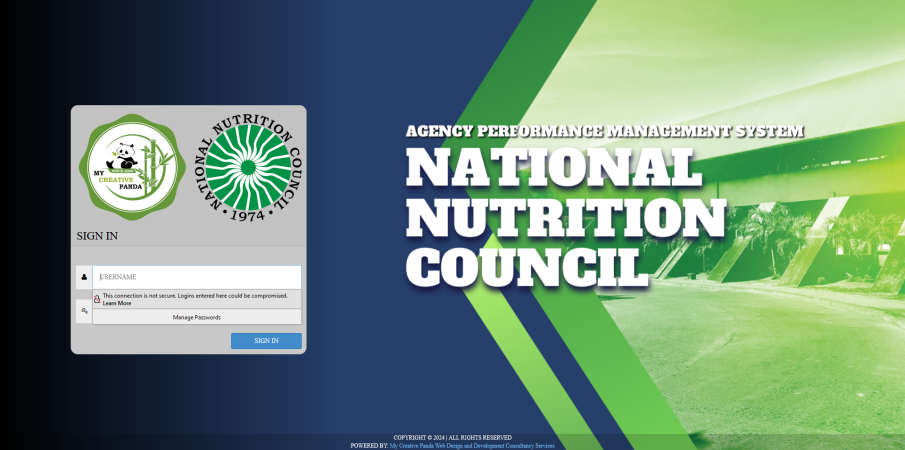 MY
CREATIVE
PANDA
NATIONAL NUTRITION COUNCIL
• 1974 •
SIGN IN
USERNAME
This connection is not secure. Logins entered here could be compromised.
Learn More
Manage Passwords
SIGN IN
AGENCY PERFORMANCE MANAGEMENT SYSTEM
NATIONAL
NUTRITION
COUNCIL
COPYRIGHT © 2024 | ALL RIGHTS RESERVED
POWERED BY: My Creative Panda Web Design and Development Consultancy Services